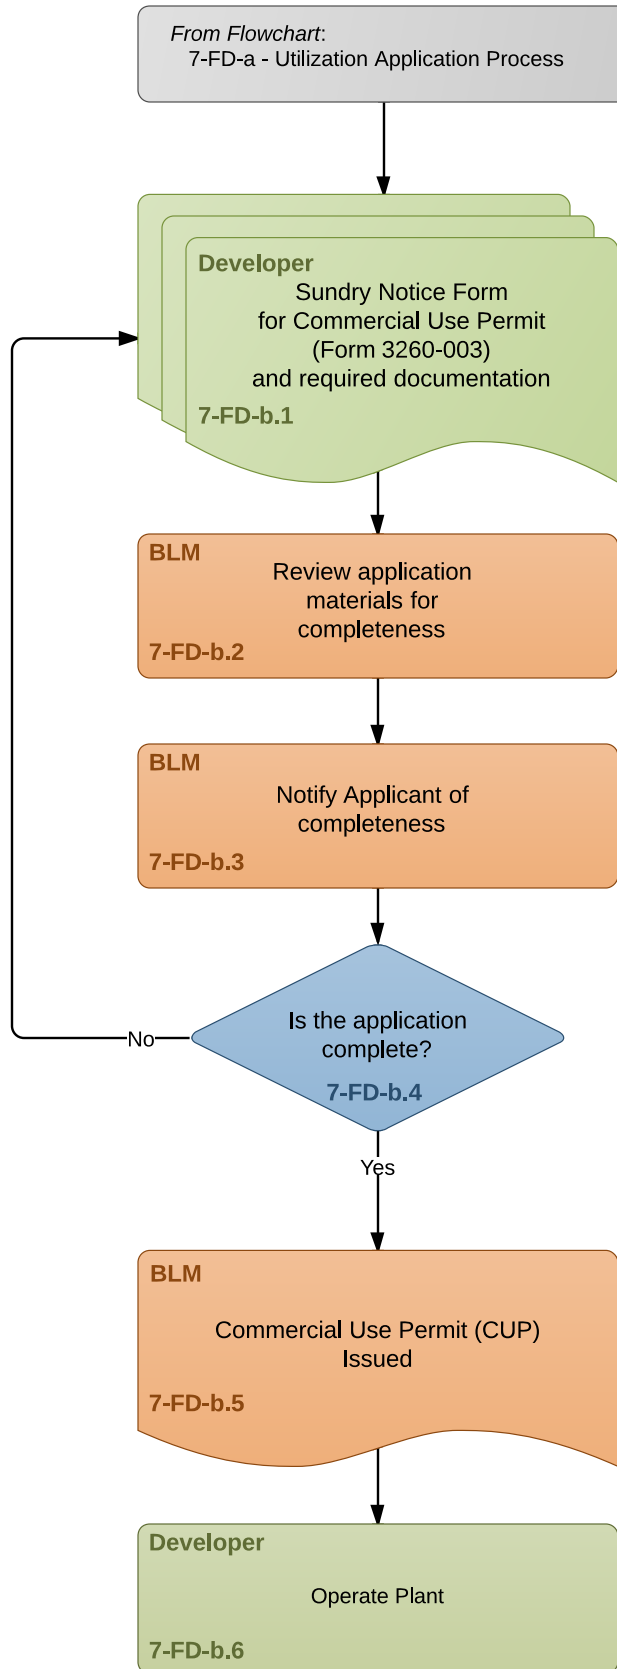 From Flowchart:
7-FD-a - Utilization Application Process
Developer
Sundry Notice Form
for Commercial Use Permit
(Form 3260-003)
and required documentation
7-FD-b.1
BLM
Review application
materials for
completeness
7-FD-b.2
BLM
Notify Applicant of
completeness
7-FD-b.3
Is the application
complete?
7-FD-b.4
No
Yes
BLM
Commercial Use Permit (CUP)
Issued
7-FD-b.5
Developer
Operate Plant
7-FD-b.6